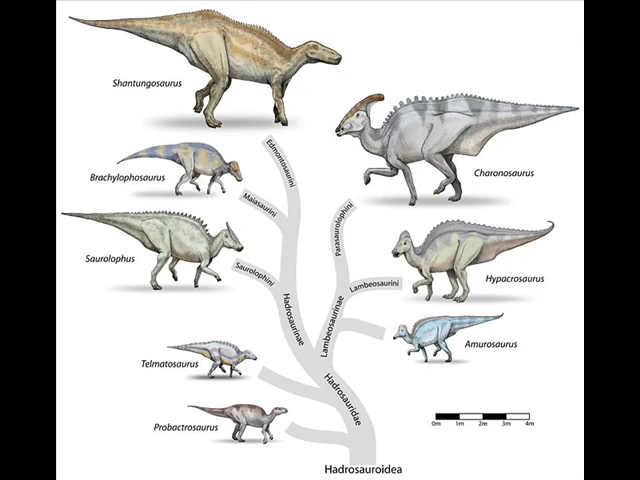 Shantungosaurus
Edmontosaurini
Brachylophosaurus
Maiasaurini
Charonosaurus
Parasaurolophini
Saurolophus
Saurolophini
Lambeosaurini
Hypacrosaurus
Hadrosaurinae
Lambeosaurinae
Amurosaurus
Telmatosaurus
Hadrosauridae
Probactrosaurus
0m 1m 2m 3m 4m
Hadrosauroidea